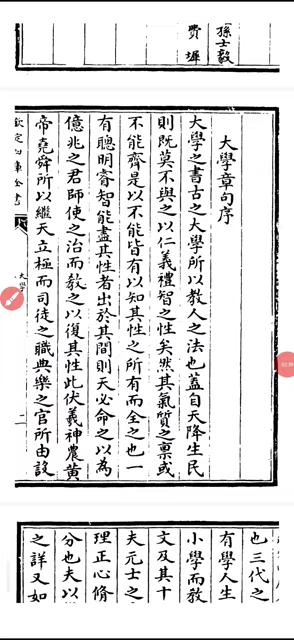 孫士毅
費墀
大學章句序
大學之書古之大學所以教人之法也蓋自天降生民
則既莫不與之以仁義禮智之性矣然其氣質之稟或
不能齊是以不能皆有以知其性之所有而全之也一
有聰明睿智能盡其性者出於其間則天必命之以為
億兆之君師使之治而教之以復其性此伏羲神農黃
帝堯舜所以繼天立極而司徒之職典樂之官所由設
欽定四庫全書
大學
二
也三代之
有學人生
小學而教
文及其十
夫元士之
理正心脩
分也夫以
之詳又如